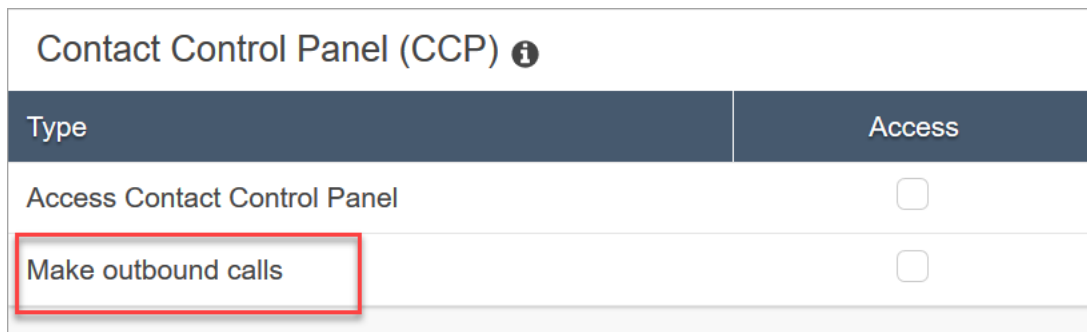 Contact Control Panel (CCP)
Type Access
Access Contact Control Panel
Make outbound calls